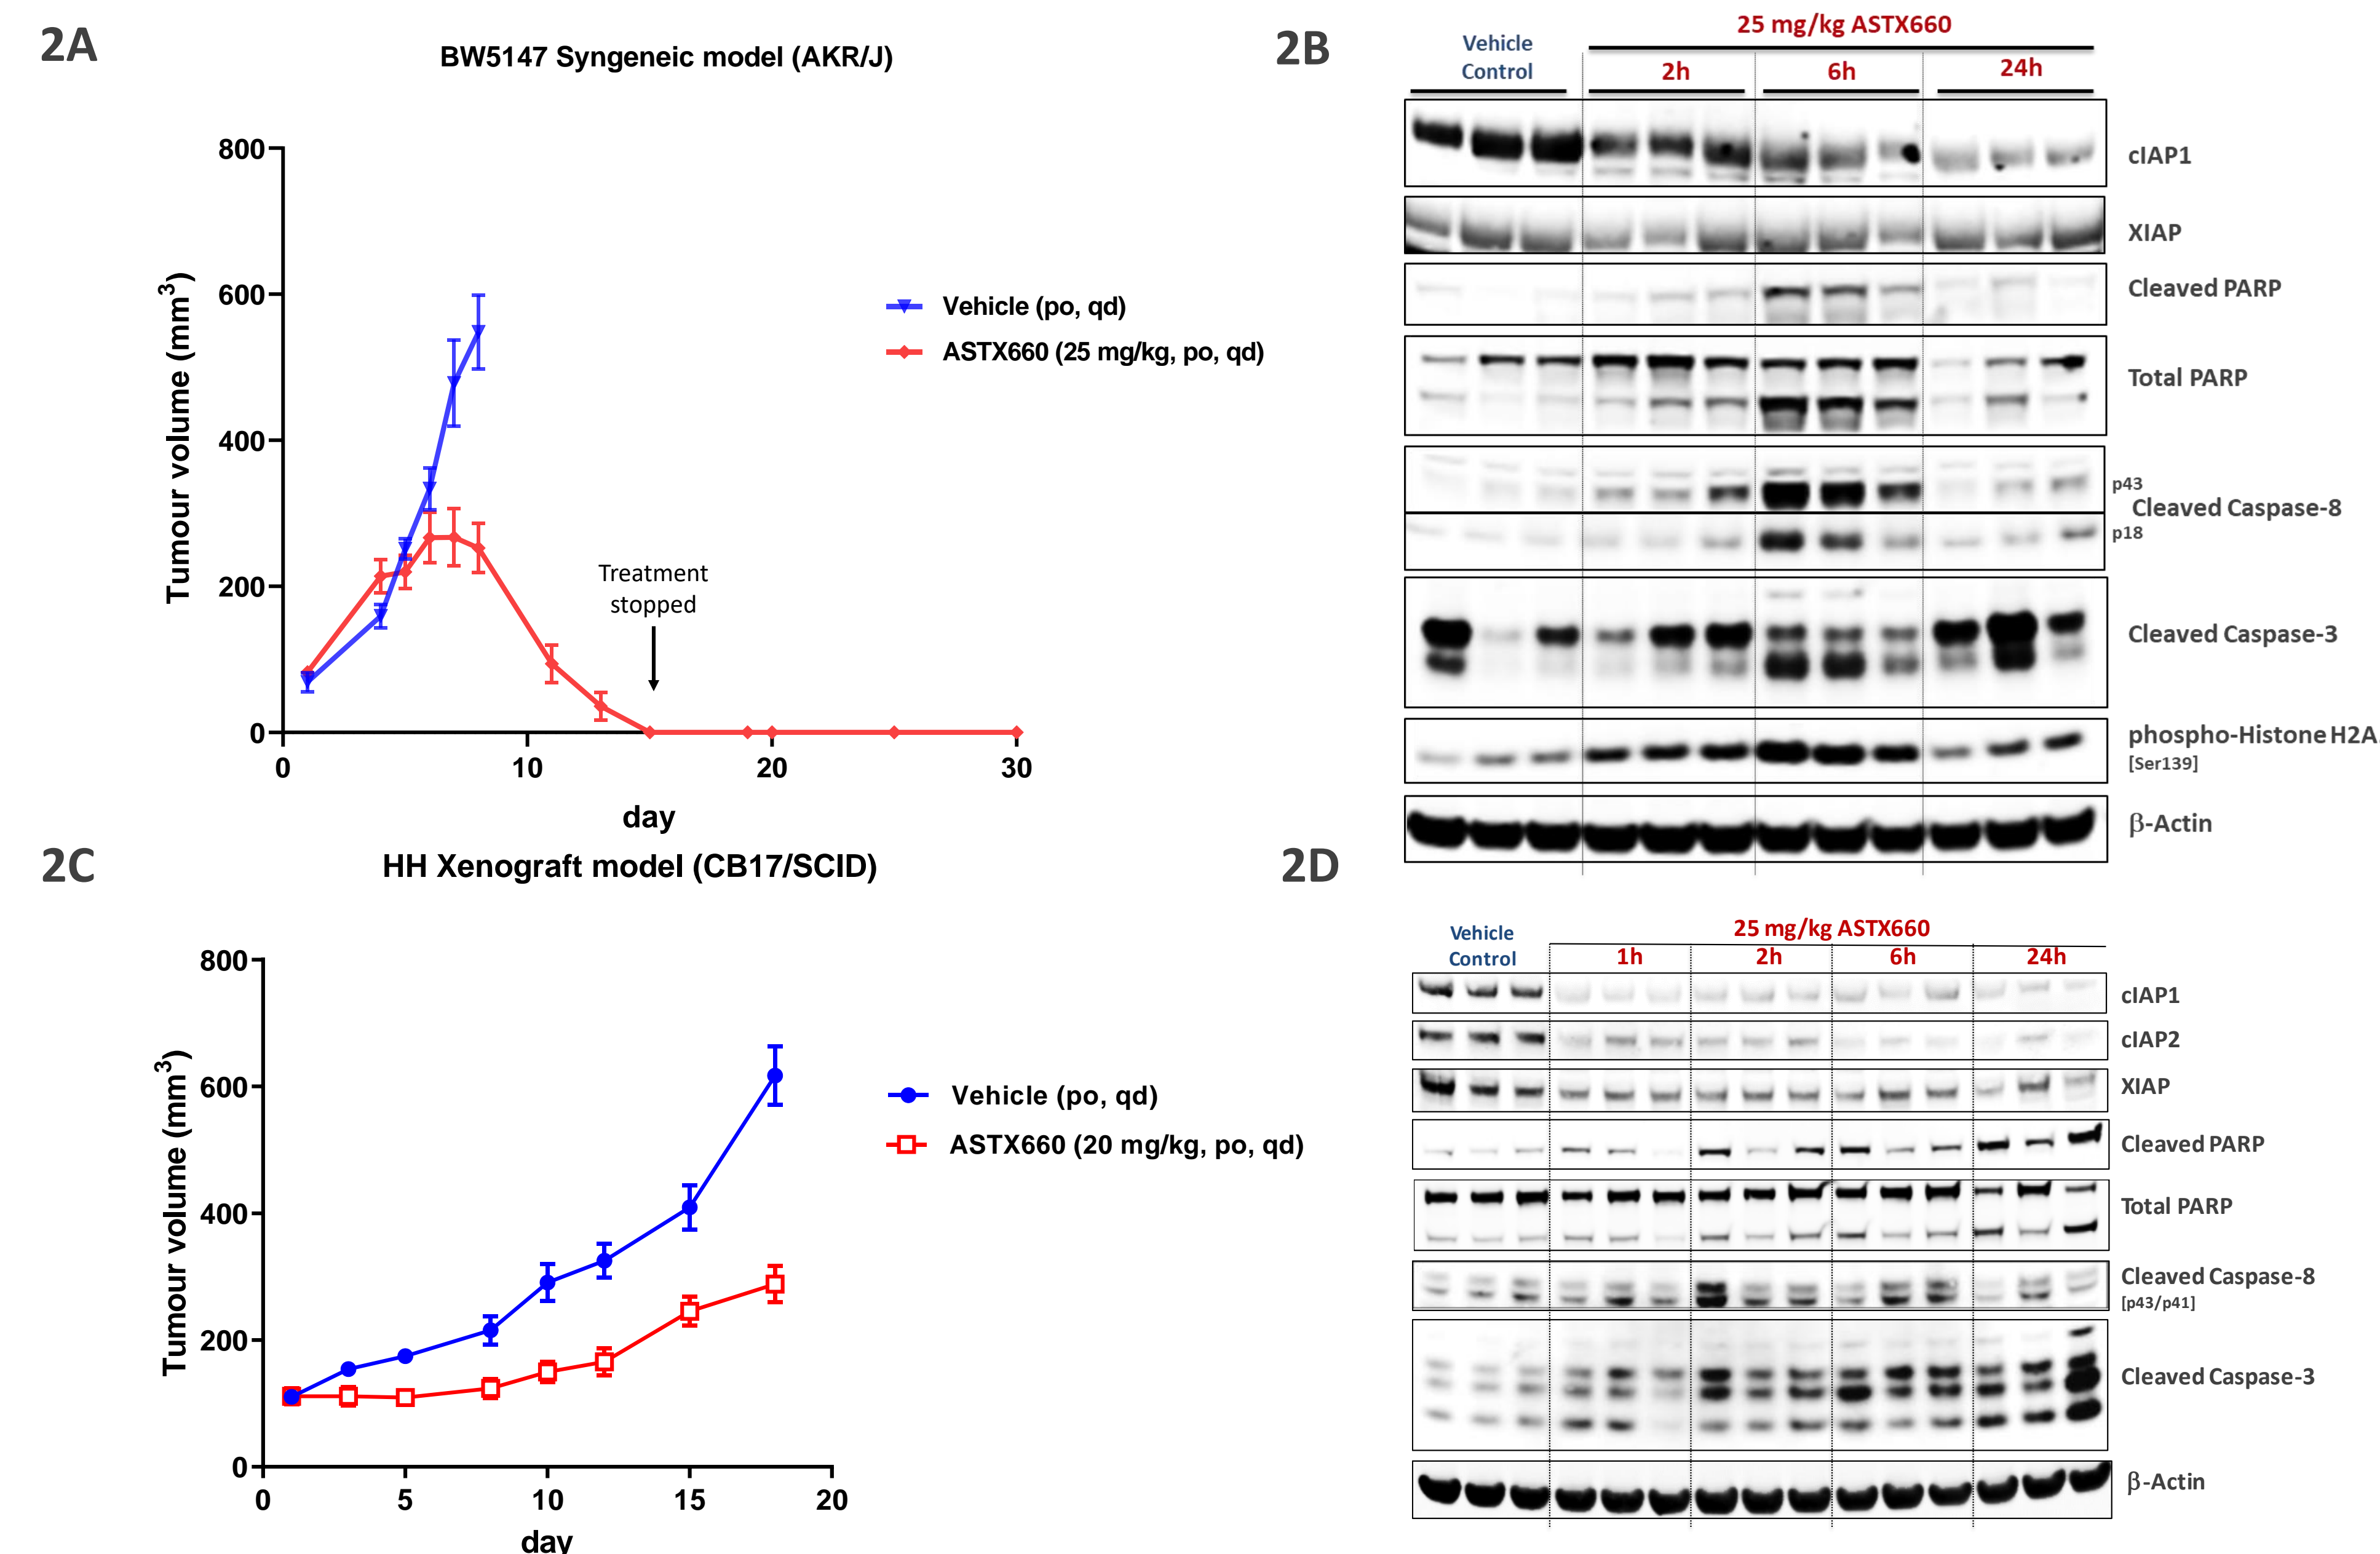 2A
BW5147 Syngeneic model (AKR/J)
800
600
400
200
0
0
10
20
30
Tumour volume (mm3)
day
Vehicle (po, qd)
ASTX660 (25 mg/kg, po, qd)
Treatment
stopped
2B
Vehicle
Control
25 mg/kg ASTX660
2h
6h
24h
cIAP1
XIAP
Cleaved PARP
Total PARP
p43
Cleaved Caspase-8
p18
Cleaved Caspase-3
phospho-Histone H2A
[Ser139]
β-Actin
2C
HH Xenograft model (CB17/SCID)
800
600
400
200
0
0
5
10
15
20
Tumour volume (mm3)
day
Vehicle (po, qd)
ASTX660 (20 mg/kg, po, qd)
2D
Vehicle
Control
25 mg/kg ASTX660
1h
2h
6h
24h
cIAP1
cIAP2
XIAP
Cleaved PARP
Total PARP
Cleaved Caspase-8
[p43/p41]
Cleaved Caspase-3
β-Actin